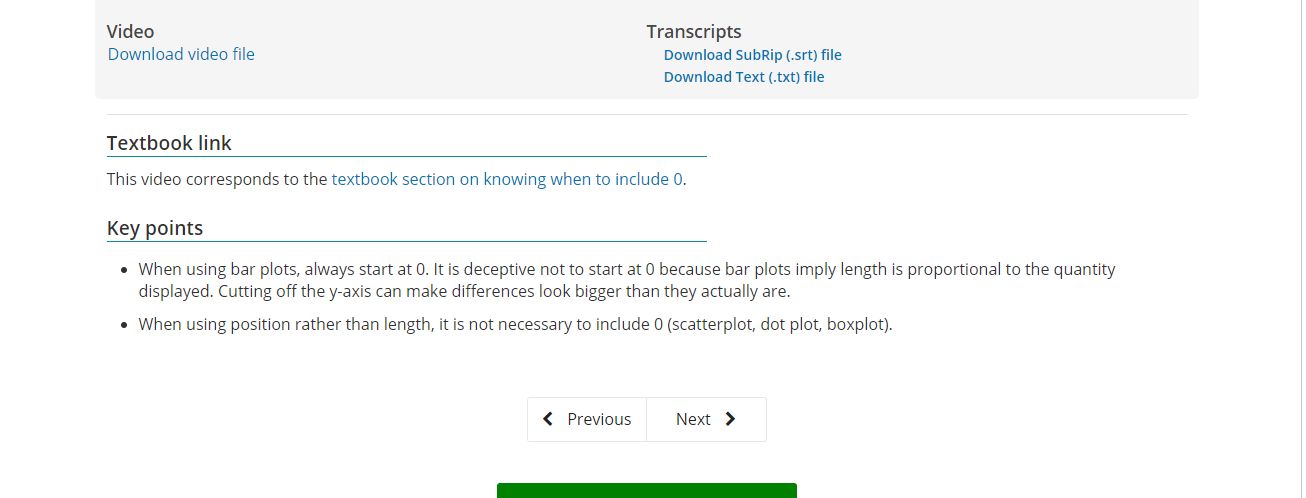 Video
Download video file
Transcripts
Download SubRip (.srt) file
Download Text (.txt) file
Textbook link
This video corresponds to the textbook section on knowing when to include 0.
Key points
When using bar plots, always start at 0. It is deceptive not to start at 0 because bar plots imply length is proportional to the quantity
displayed. Cutting off the y-axis can make differences look bigger than they actually are.
When using position rather than length, it is not necessary to include 0 (scatterplot, dot plot, boxplot).
Previous
Next